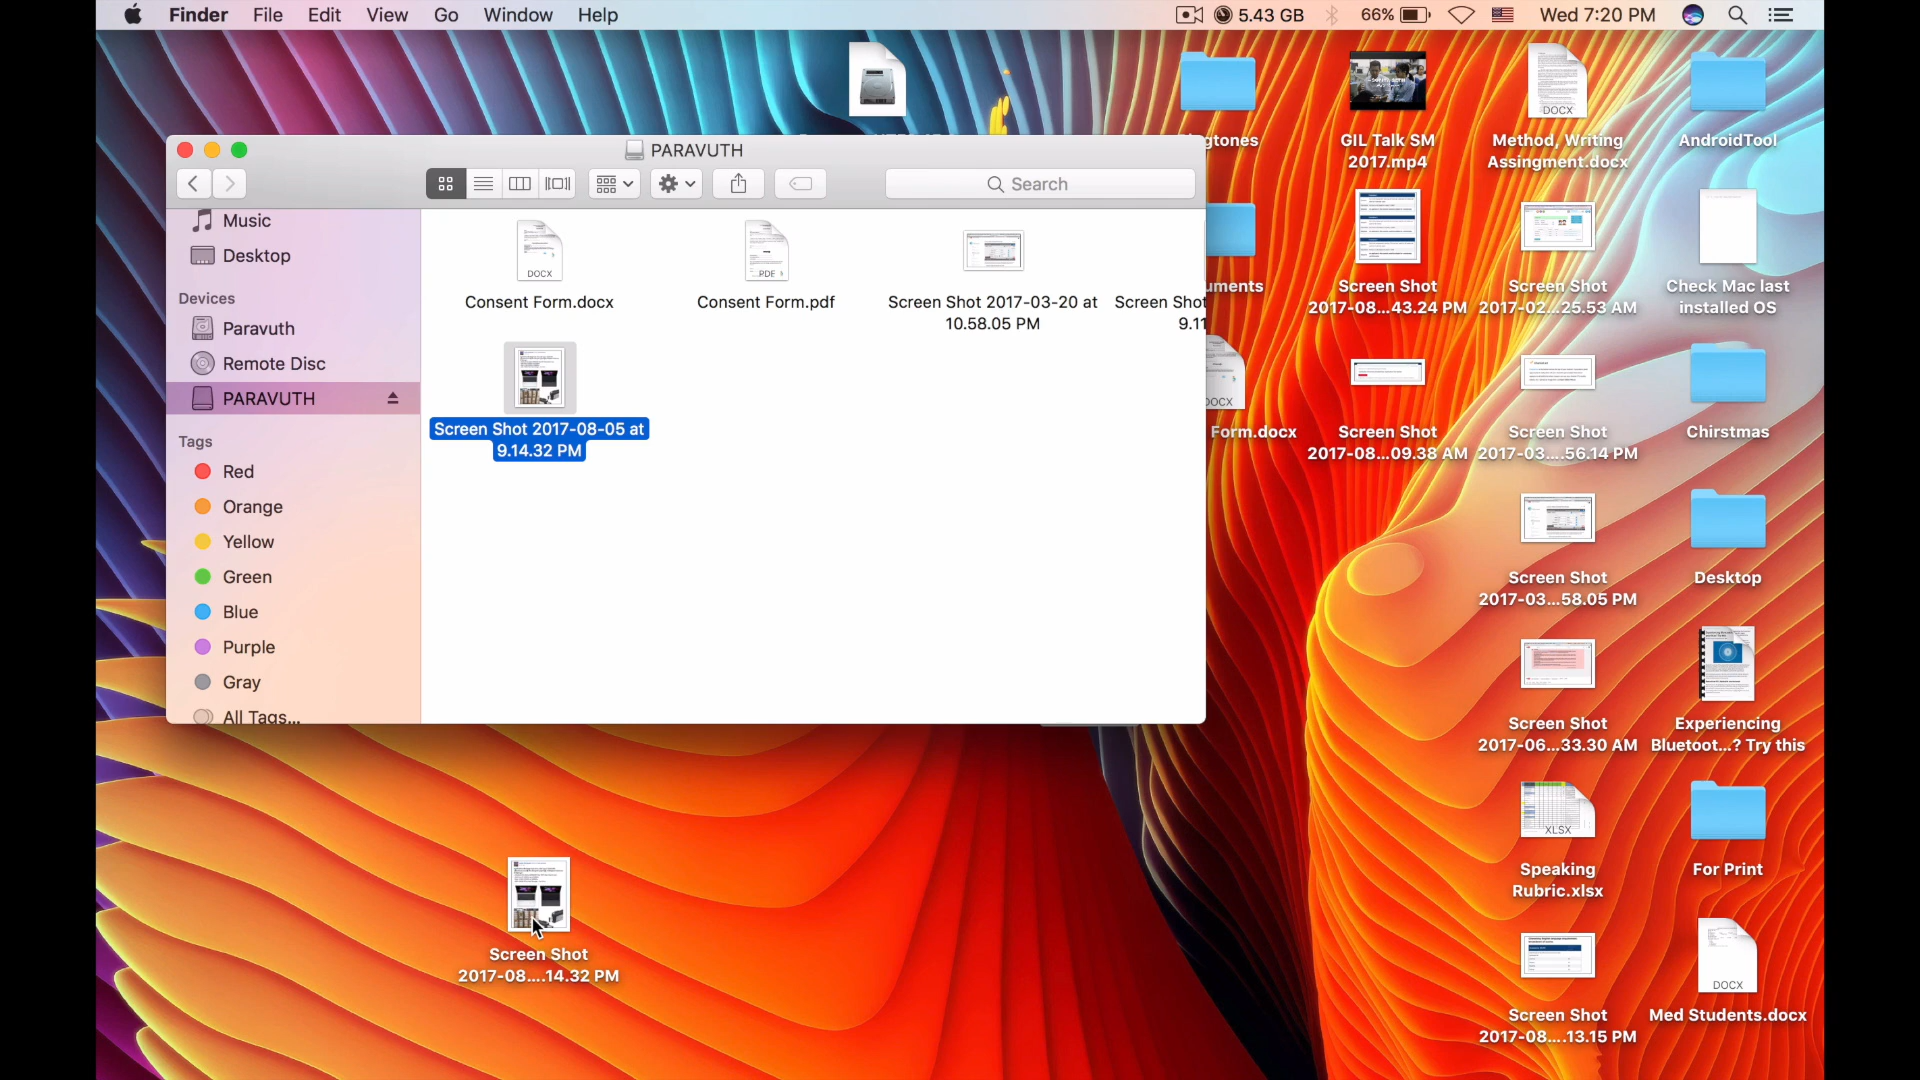 Finder File Edit View Go Window Help
5.43 GB 66% Wed 7:20 PM
PARAVUTH
Search
Music
Desktop
Devices
Paravuth
Remote Disc
PARAVUTH
Tags
Red
Orange
Yellow
Green
Blue
Purple
Gray
All Tags...
DOCX
Consent Form.docx
PDF
Consent Form.pdf
Screen Shot 2017-03-20 at
10.58.05 PM
Screen Shot
9.11
Screen Shot 2017-08-05 at
9.14.32 PM
Screen Shot
2017-08....14.32 PM
gtones
uments
DOCX
Form.docx
GIL Talk SM
2017.mp4
Screen Shot
2017-08...43.24 PM
Screen Shot
2017-08...09.38 AM
DOCX
Method, Writing
Assingment.docx
Screen Shot
2017-02...25.53 AM
Screen Shot
2017-03....56.14 PM
Screen Shot
2017-03...58.05 PM
Screen Shot
2017-06...33.30 AM
XLSX
Speaking
Rubric.xlsx
Screen Shot
2017-08....13.15 PM
AndroidTool
Check Mac last
installed OS
Chirstmas
Desktop
Experiencing
Bluetoot...? Try this
For Print
DOCX
Med Students.docx